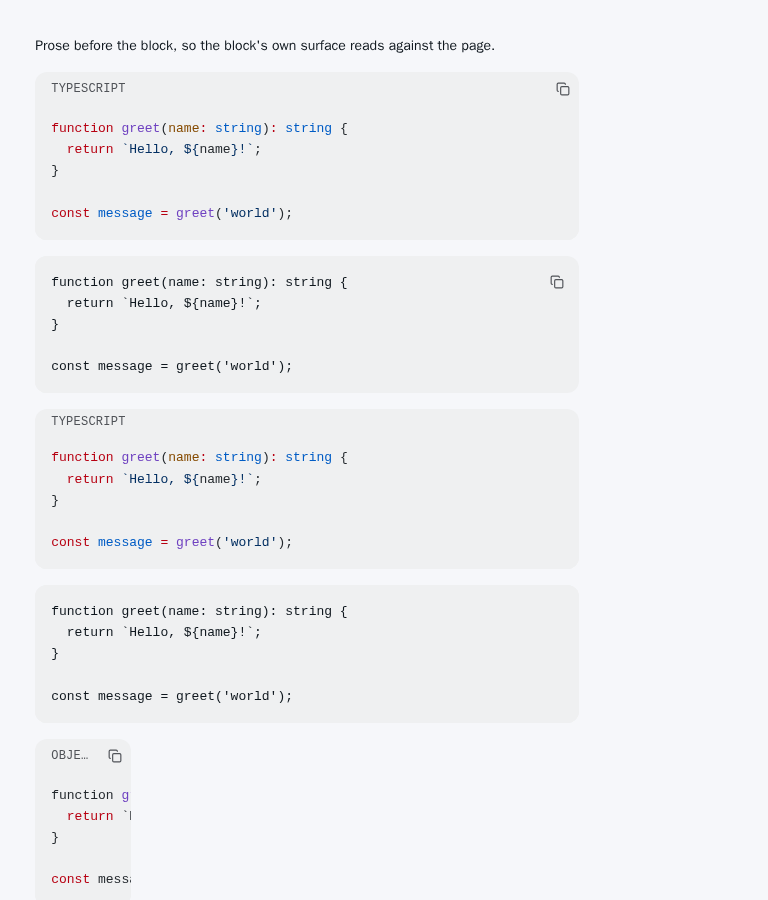 Prose before the block, so the block's own surface reads against the page.
TYPESCRIPT
function greet(name: string): string {
  return `Hello, ${name}!`;
}
const message = greet('world');
function greet(name: string): string {
  return `Hello, ${name}!`;
}
const message = greet('world');
TYPESCRIPT
function greet(name: string): string {
  return `Hello, ${name}!`;
}
const message = greet('world');
function greet(name: string): string {
  return `Hello, ${name}!`;
}
const message = greet('world');
OBJE…
function g
  return `
}
const mess